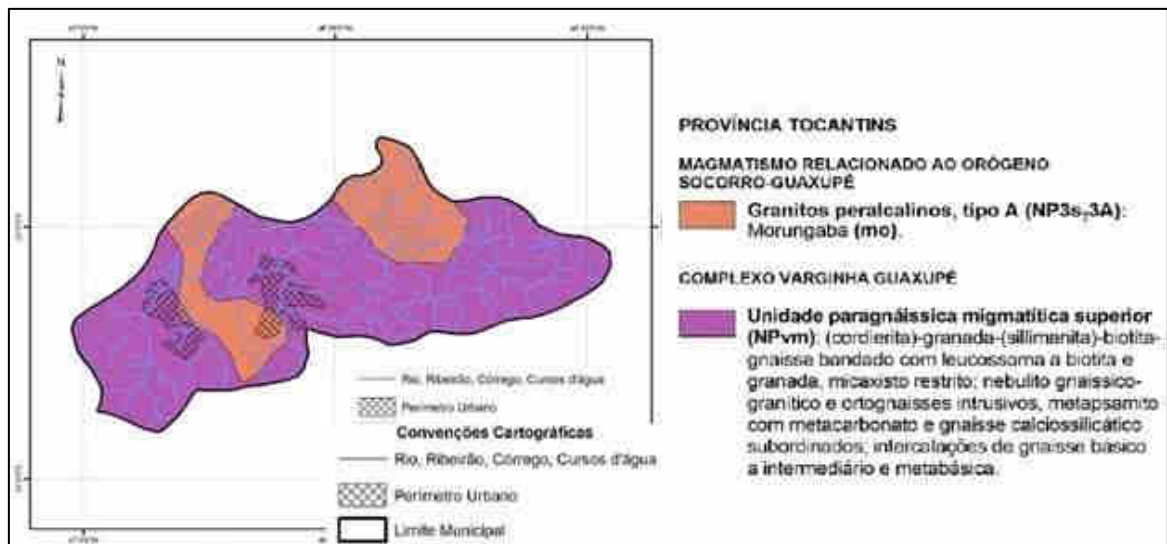 N
Rio, Ribeirão, Córrego, Cursos d'água
Perímetro Urbano
Convenções Cartográficas
Rio, Ribeirão, Córrego, Cursos d'água
Perímetro Urbano
Limite Municipal
PROVÍNCIA TOCANTINS
MAGMATISMO RELACIONADO AO ORÓGENO
SOCORRO-GUAXUPÉ
Granitos peralcalinos, tipo A (NP3s,3A):
Morungaba (mo).
COMPLEXO VARGINHA GUAXUPÉ
Unidade paragnáissica migmatítica superior
(NPvm): (cordierita)-granada-(sillimanita)-biotita-
gnaisse bandado com leucossoma a biotita e
granada, micaxisto restrito; nebulito gnaissico-
granítico e ortognaisses intrusivos, metapsamito
com metacarbonato e gnaisse calciossilicático
subordinados; intercalações de gnaisse básico
a intermediário e metabásica.